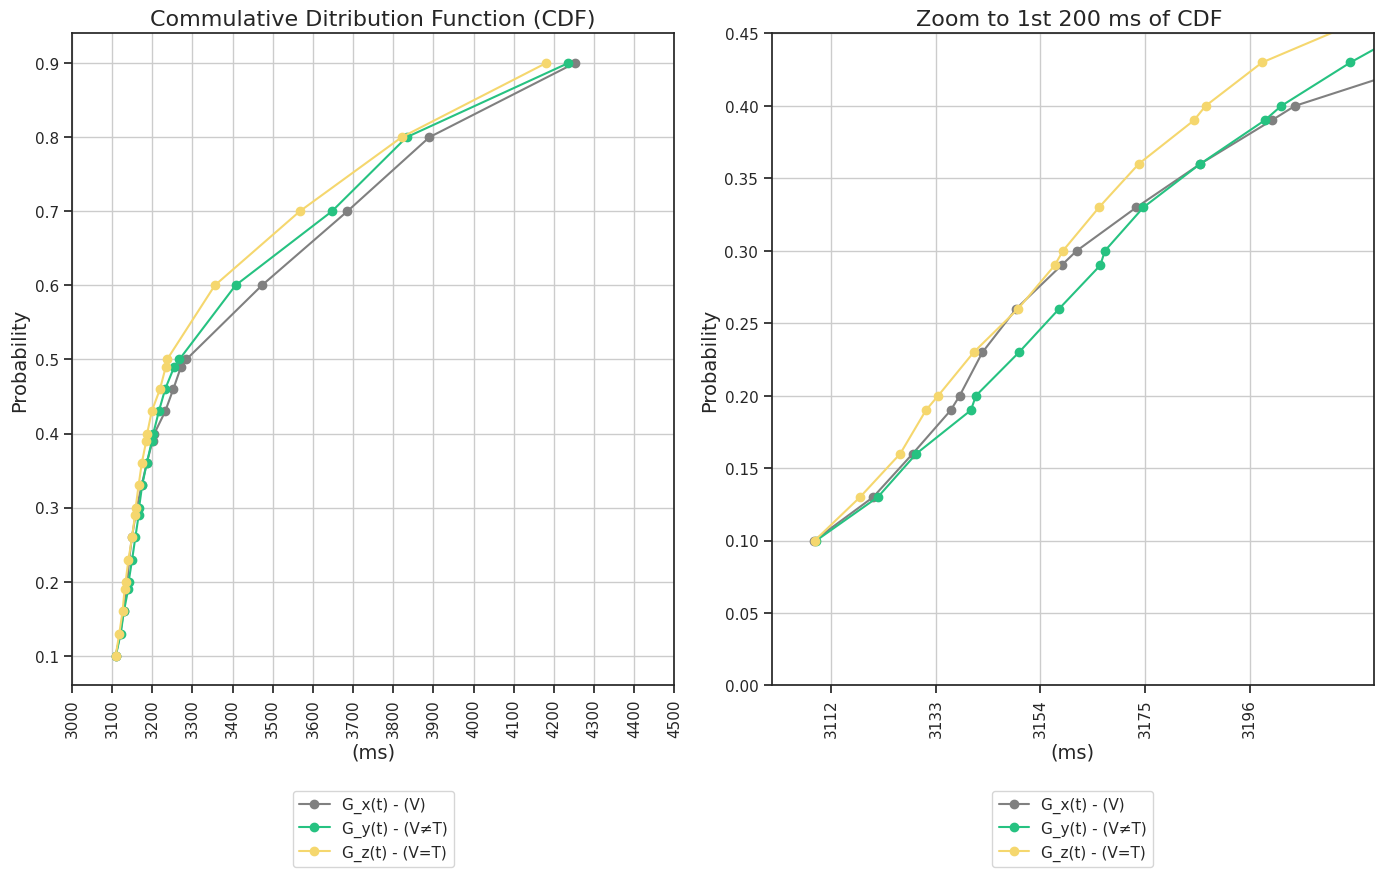 Commulative Ditribution Function (CDF)
Probability
0.9
0.8
0.7
0.6
0.5
0.4
0.3
0.2
0.1
3000 3100 3200 3300 3400 3500 3600 3700 3800 3900 4000 4100 4200 4300 4400 4500
(ms)
G_x(t) - (V)
G_y(t) - (V≠T)
G_z(t) - (V=T)
Zoom to 1st 200 ms of CDF
Probability
0.45
0.40
0.35
0.30
0.25
0.20
0.15
0.10
0.05
0.00
3112 3133 3154 3175 3196
(ms)
G_x(t) - (V)
G_y(t) - (V≠T)
G_z(t) - (V=T)